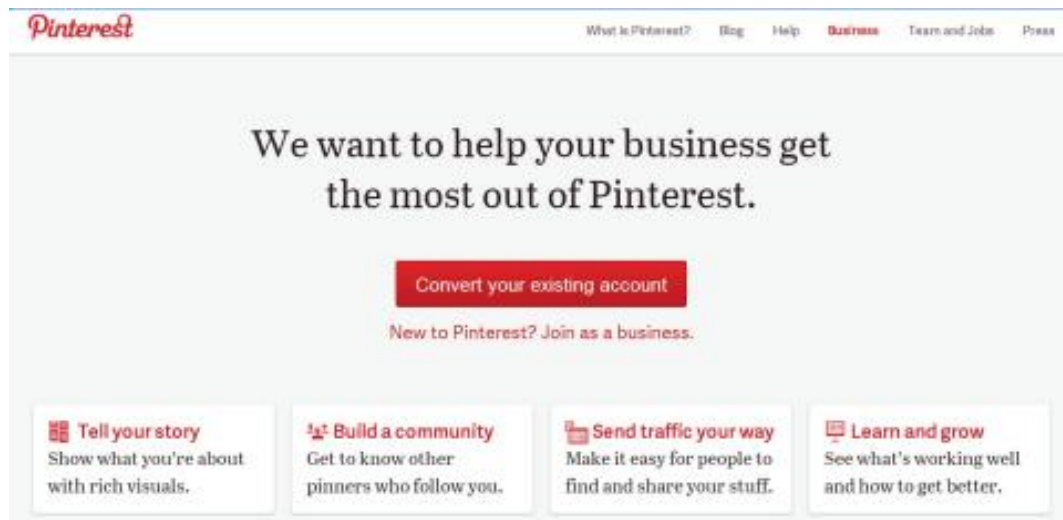 Pinterest
What is Pinterest? Blog Help Business Team and Jobs Press
We want to help your business get
the most out of Pinterest.
Convert your existing account
New to Pinterest? Join as a business.
Tell your story
Show what you're about
with rich visuals.
Build a community
Get to know other
pinners who follow you.
Send traffic your way
Make it easy for people to
find and share your stuff.
Learn and grow
See what's working well
and how to get better.